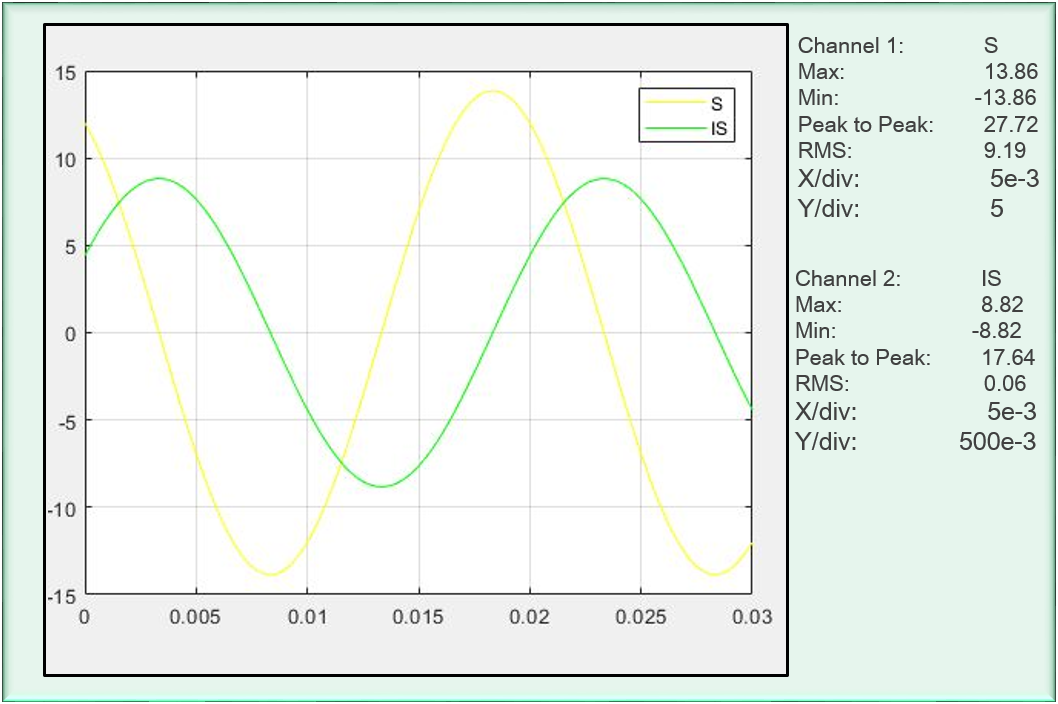 15
10
5
0
-5
-10
-15
0 0.005 0.01 0.015 0.02 0.025 0.03
S
IS
Channel 1: S
Max: 13.86
Min: -13.86
Peak to Peak: 27.72
RMS: 9.19
X/div: 5e-3
Y/div: 5
Channel 2: IS
Max: 8.82
Min: -8.82
Peak to Peak: 17.64
RMS: 0.06
X/div: 5e-3
Y/div: 500e-3